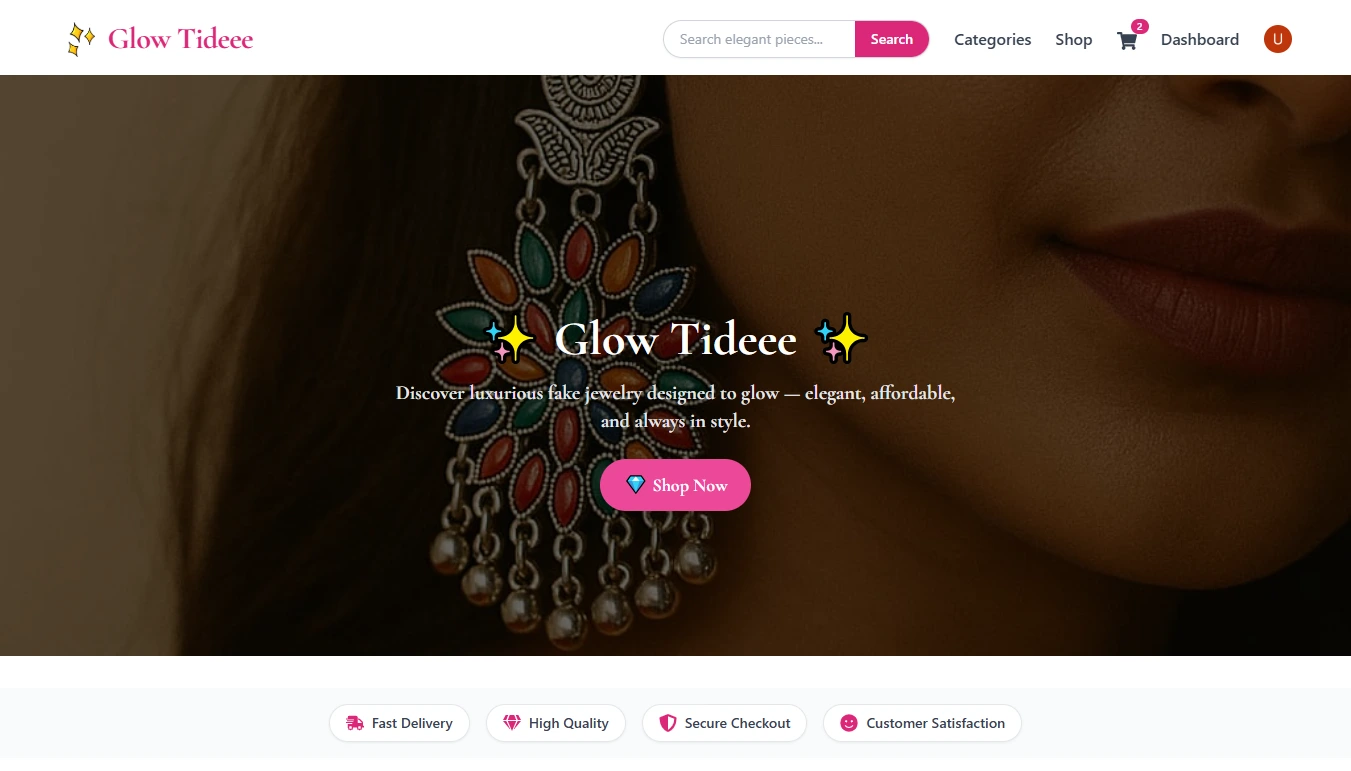 Glow Tideee
Search elegant pieces...
Search
Categories
Shop
2
Dashboard
U
✨ Glow Tideee ✨
Discover luxurious fake jewelry designed to glow — elegant, affordable,
and always in style.
💎 Shop Now
Fast Delivery
High Quality
Secure Checkout
Customer Satisfaction